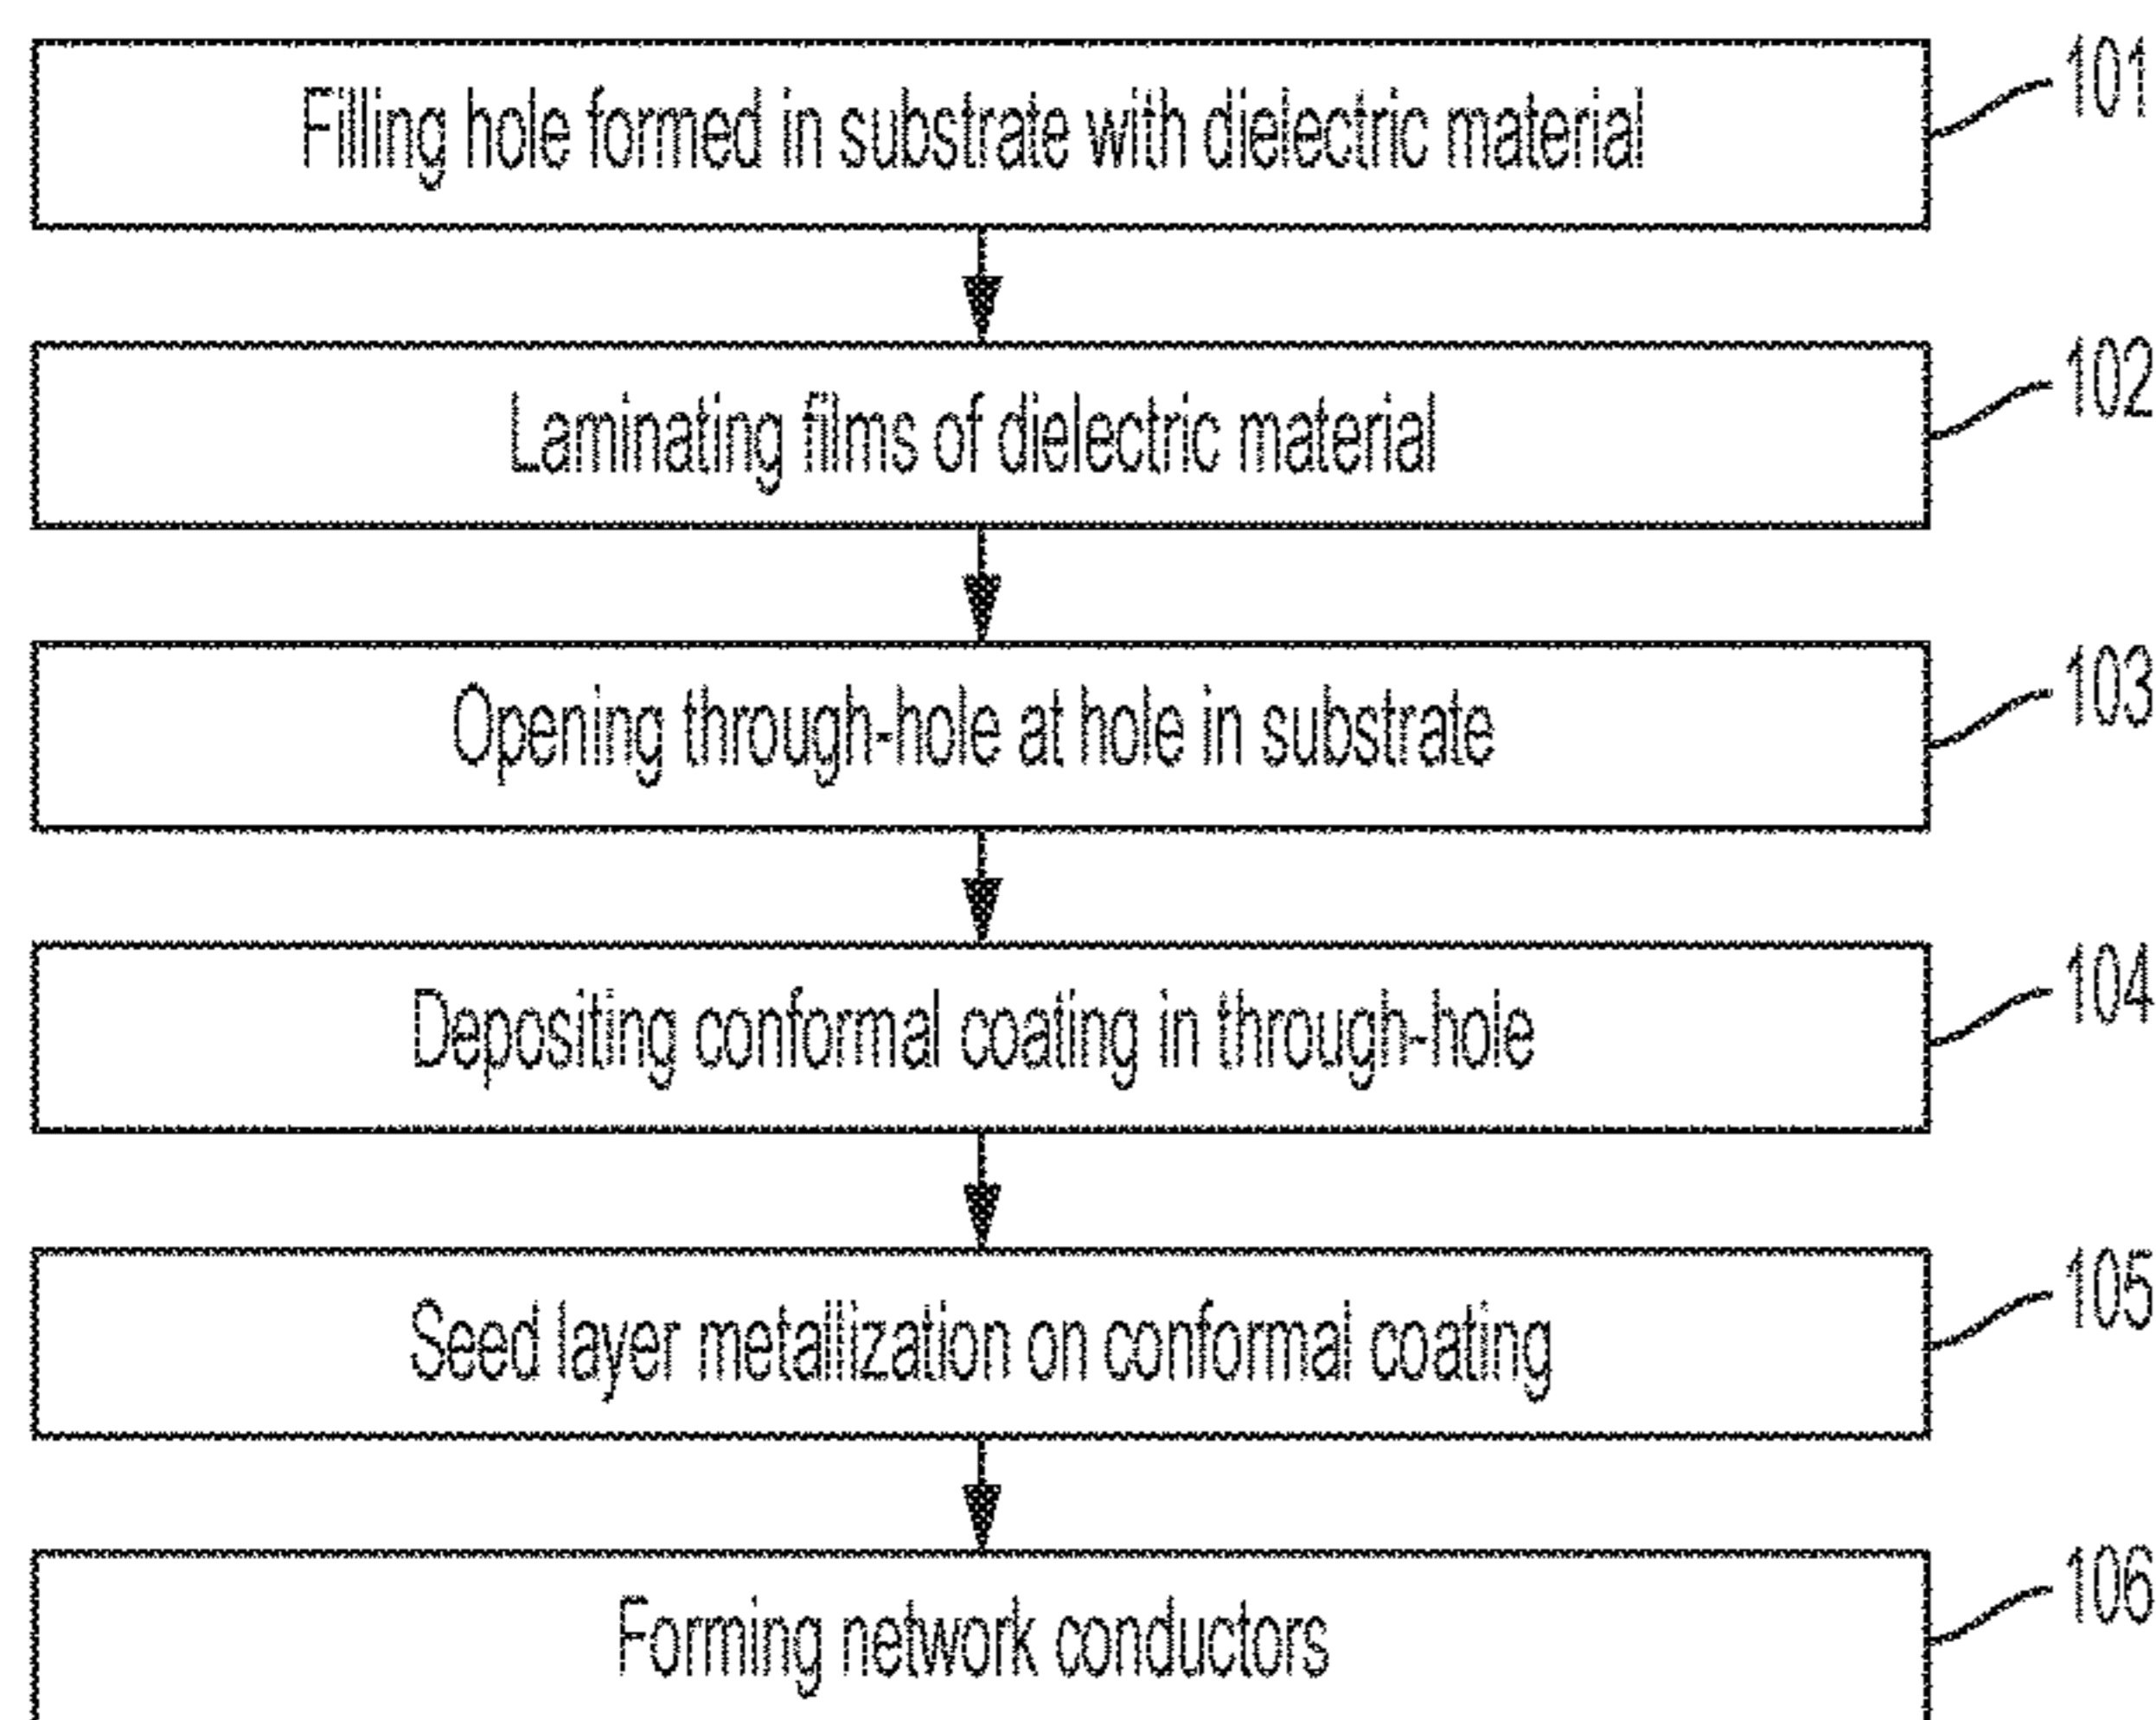 Filling hole formed in substrate with dielectric material
101
Laminating films of dielectric material
102
Opening through-hole at hole in substrate
103
Depositing conformal coating in through-hole
104
Seed layer metallization on conformal coating
105
Forming network conductors
106